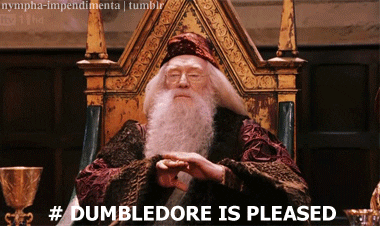 nympha-impendimenta | tumblr
# DUMBLEDORE IS PLEASED